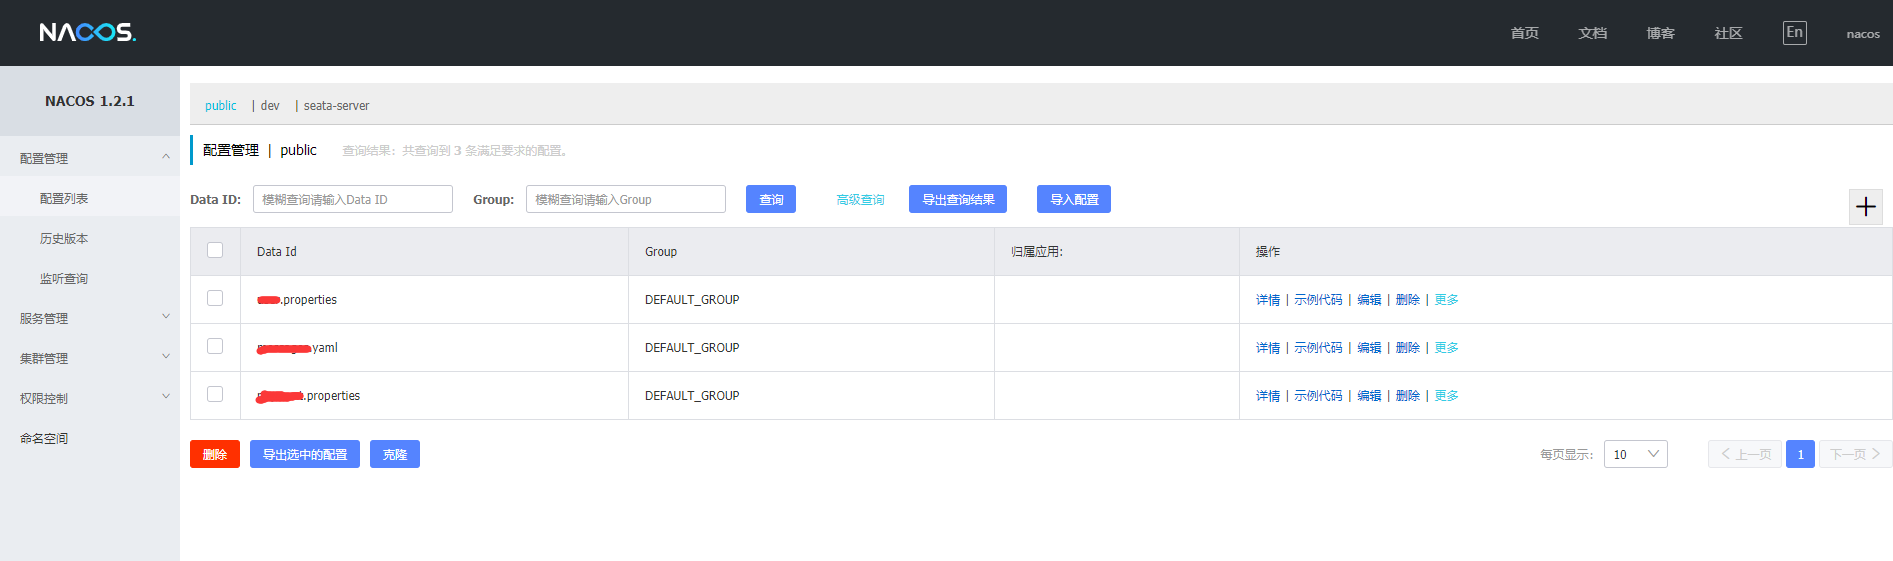 NACOS.
首页 文档 博客 社区 En nacos
NACOS 1.2.1
配置管理
配置列表
历史版本
监听查询
服务管理
集群管理
权限控制
命名空间
public | dev | seata-server
配置管理 | public 查询结果：共查询到 3 条满足要求的配置。
Data ID: 模糊查询请输入Data ID Group: 模糊查询请输入Group 查询 高级查询 导出查询结果 导入配置
Data Id Group 归属应用: 操作
.properties DEFAULT_GROUP 详情 | 示例代码 | 编辑 | 删除 | 更多
.yaml DEFAULT_GROUP 详情 | 示例代码 | 编辑 | 删除 | 更多
.properties DEFAULT_GROUP 详情 | 示例代码 | 编辑 | 删除 | 更多
删除 导出选中的配置 克隆 每页显示: 10 上一页 1 下一页